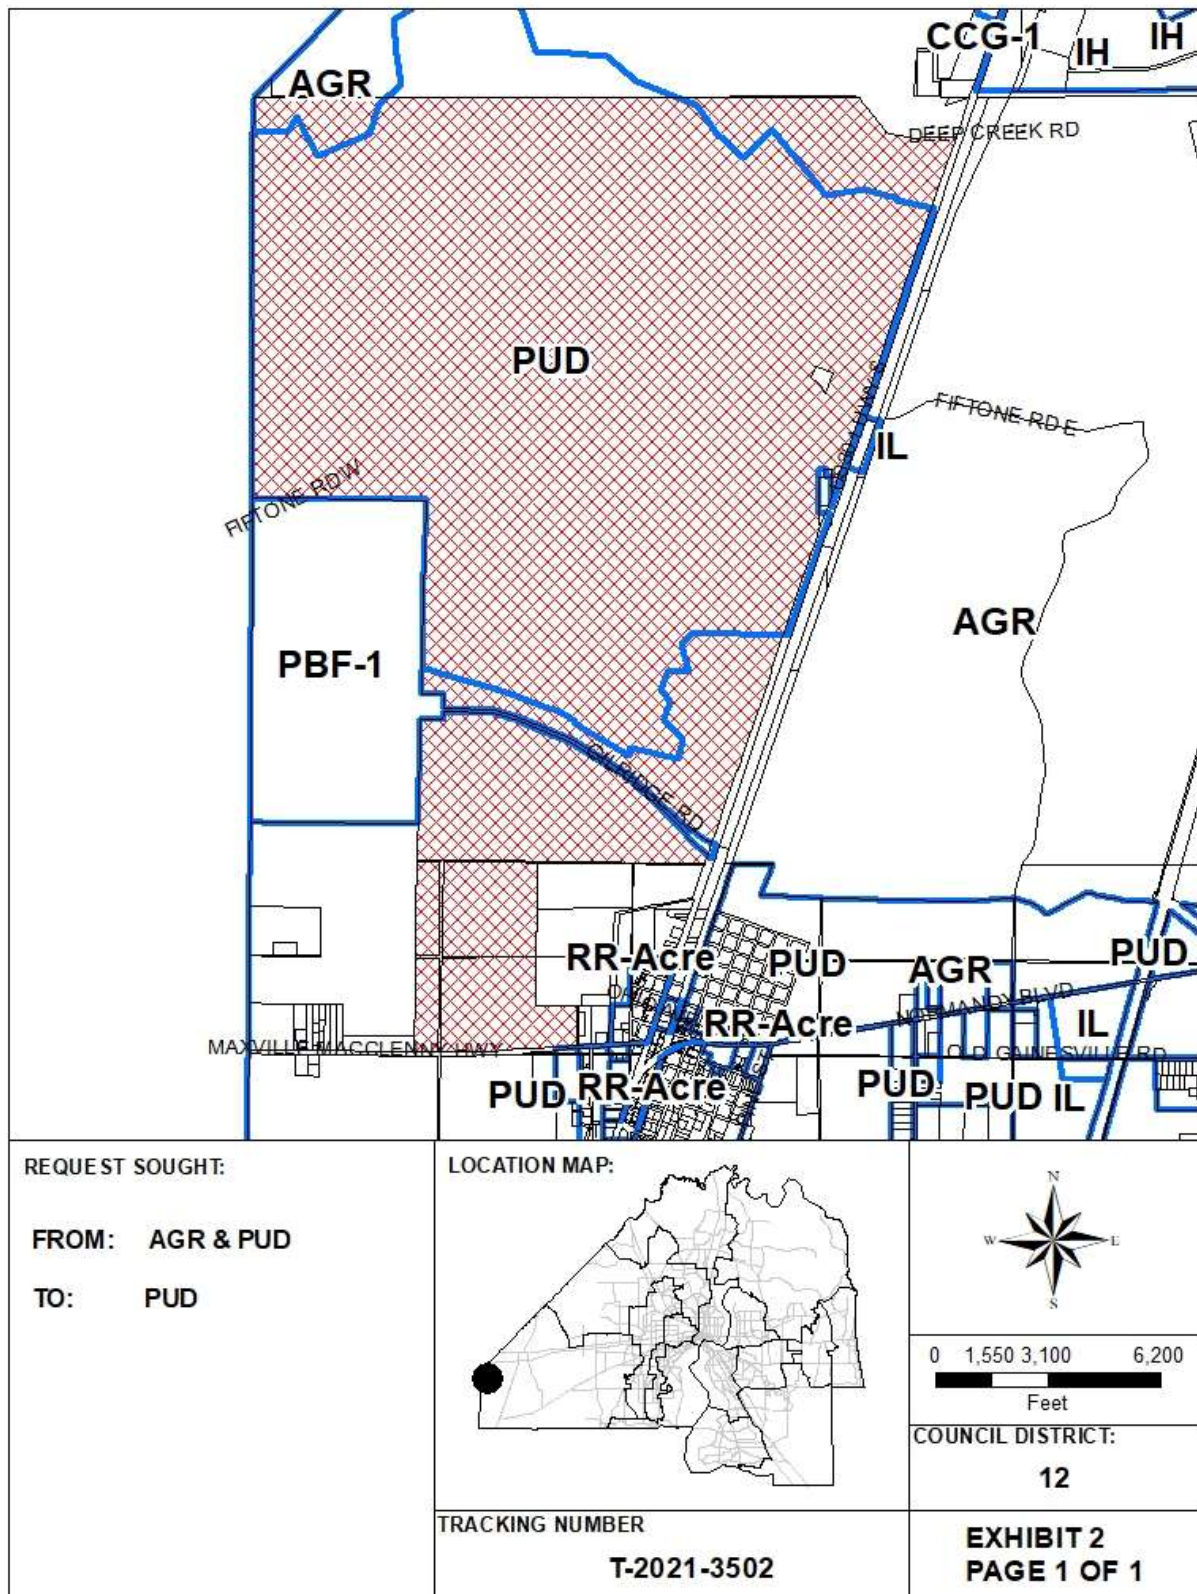 CCG-1
IH
IH
AGR
DEEP CREEK RD
PUD
FIFTONE RD E
IL
FIFTONE RD W
AGR
PBF-1
OILRIDGE RD
RR-Acre
PUD
AGR
PUD
NORMANDY BLVD
RR-Acre
IL
MAXVILLE MACCLENNY HWY
OLD GAINESVILLE RD
PUD
RR-Acre
PUD
PUD
IL
REQUEST SOUGHT:
FROM: AGR & PUD
TO: PUD
LOCATION MAP:
N
W
E
S
0 1,550 3,100 6,200
Feet
COUNCIL DISTRICT:
12
TRACKING NUMBER
T-2021-3502
EXHIBIT 2
PAGE 1 OF 1